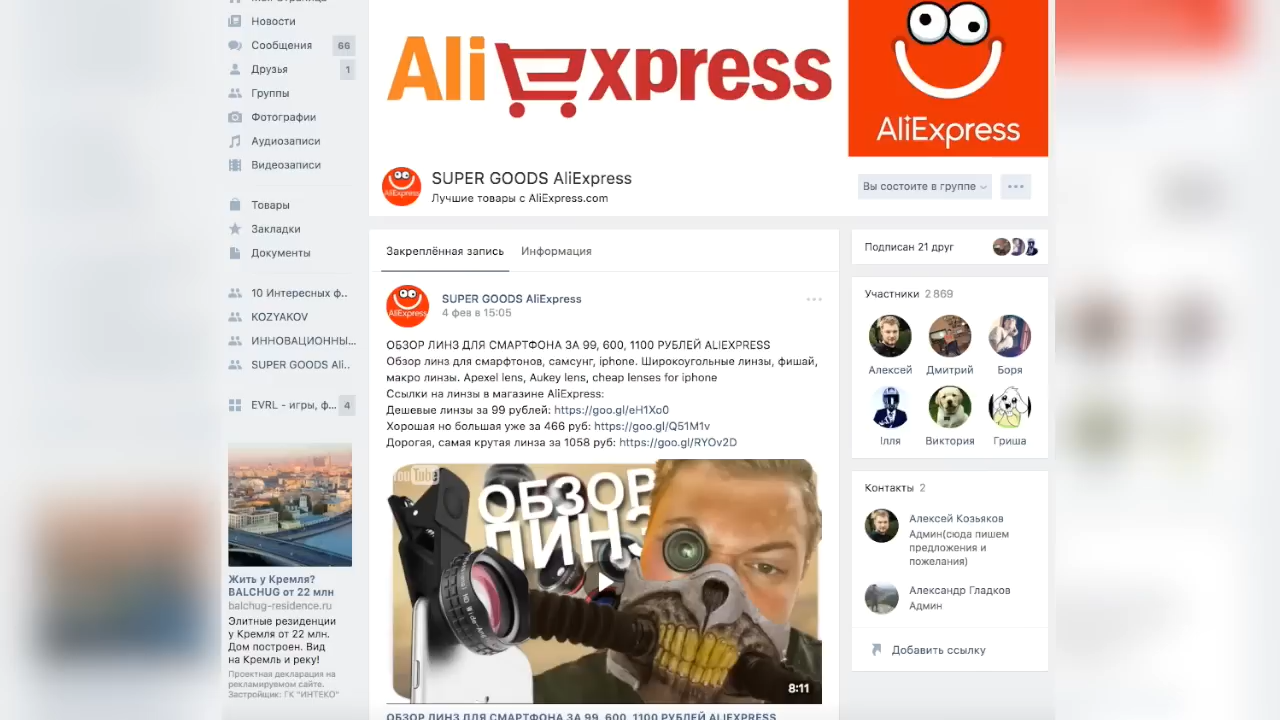 Новости
Сообщения 66
Друзья 1
Группы
Фотографии
Аудиозаписи
Видеозаписи
Товары
Закладки
Документы
10 Интересных ф..
KOZYAKOV
ИННОВАЦИОННЫ...
SUPER GOODS Ali..
EVRL - игры, ф... 4
Жить у Кремля?
BALCHUG от 22 млн
balchug-residence.ru
Элитные резиденции
у Кремля от 22 млн.
Дом построен. Вид
на Кремль и реку!
Проектная декларация на
рекламируемом сайте.
Застройщик: ГК "ИНТЕКО"
AliExpress
AliExpress
AliExpress
SUPER GOODS AliExpress
Лучшие товары с AliExpress.com
Вы состоите в группе
Закреплённая запись Информация
AliExpress
SUPER GOODS AliExpress
4 фев в 15:05
ОБЗОР ЛИНЗ ДЛЯ СМАРТФОНА ЗА 99, 600, 1100 РУБЛЕЙ ALIEXPRESS
Обзор линз для смарфтонов, самсунг, iphone. Широкоугольные линзы, фишай,
макро линзы. Apexel lens, Aukey lens, cheap lenses for iphone
Ссылки на линзы в магазине AliExpress:
Дешевые линзы за 99 рублей: https://goo.gl/eH1Xo0
Хорошая но большая уже за 466 руб: https://goo.gl/Q51M1v
Дорогая, самая крутая линза за 1058 руб: https://goo.gl/RYOv2D
YouTube
ОБЗОР
ЛИНЗ
8:11
ОБЗОР ЛИНЗ ДЛЯ СМАРТФОНА ЗА 99, 600, 1100 РУБЛЕЙ ALIEXPRESS
Подписан 21 друг
Участники 2 869
Алексей Дмитрий Боря
Ілля Виктория Гриша
Контакты 2
Алексей Козьяков
Админ(сюда пишем
предложения и
пожелания)
Александр Гладков
Админ
Добавить ссылку